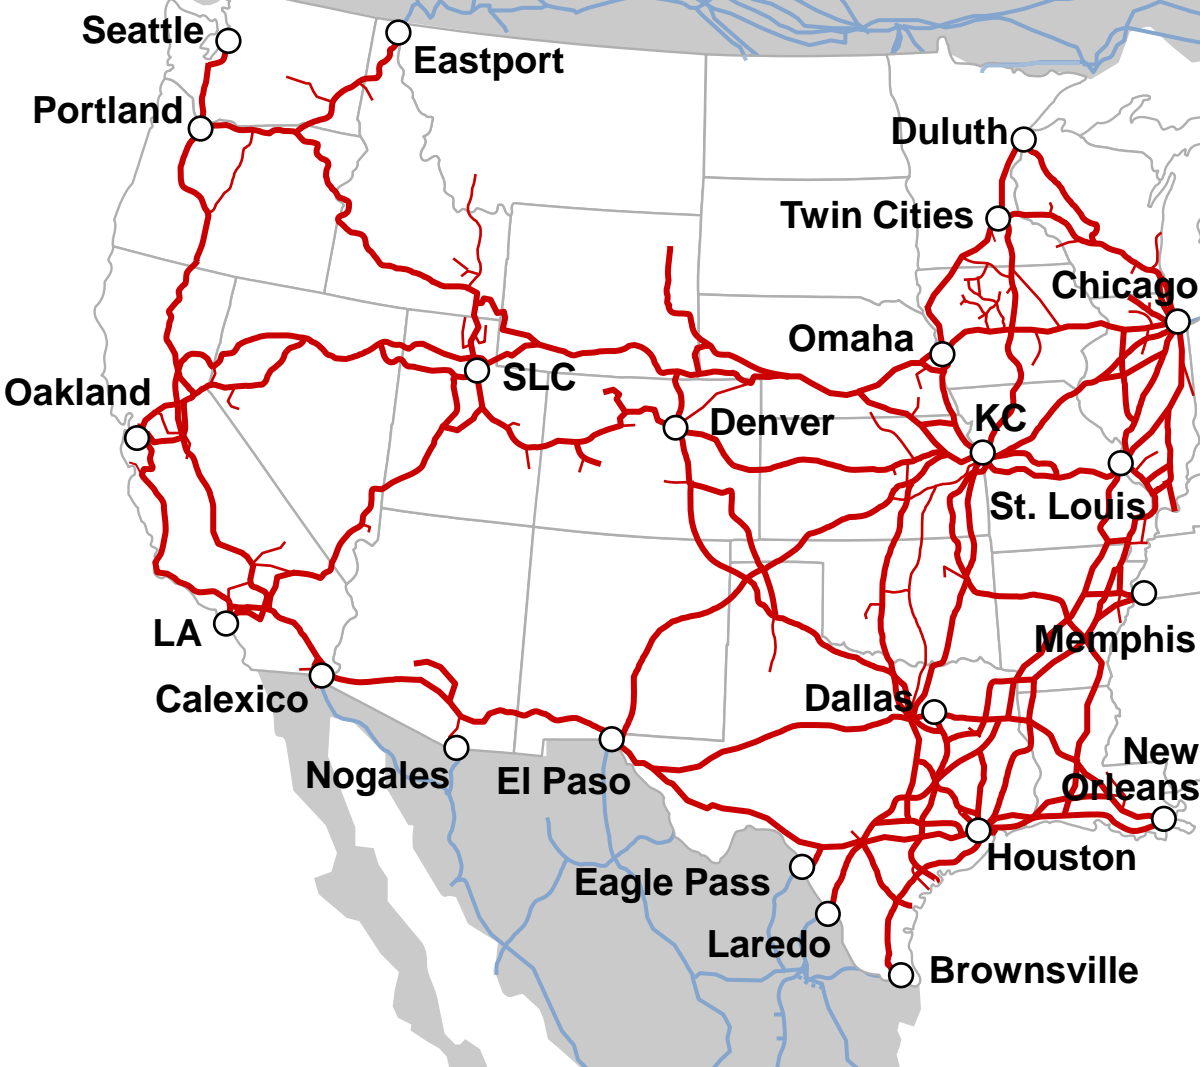 Seattle
Eastport
Portland
Duluth
Twin Cities
Chicago
Omaha
SLC
Oakland
KC
Denver
St. Louis
LA
Memphis
Calexico
Dallas
New
Orleans
Nogales
El Paso
Houston
Eagle Pass
Laredo
Brownsville